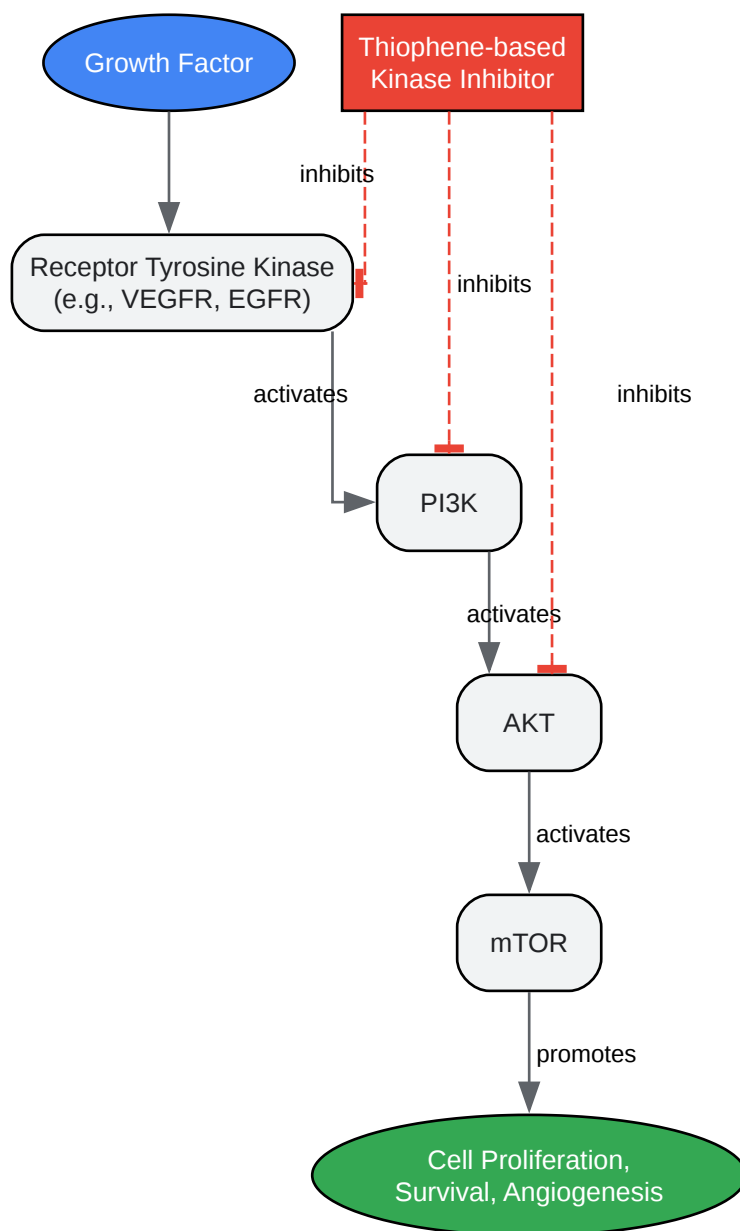 Growth Factor
Thiophene-based
Kinase Inhibitor
inhibits
Receptor Tyrosine Kinase
(e.g., VEGFR, EGFR)
inhibits
activates
inhibits
PI3K
activates
AKT
activates
mTOR
promotes
Cell Proliferation,
Survival, Angiogenesis